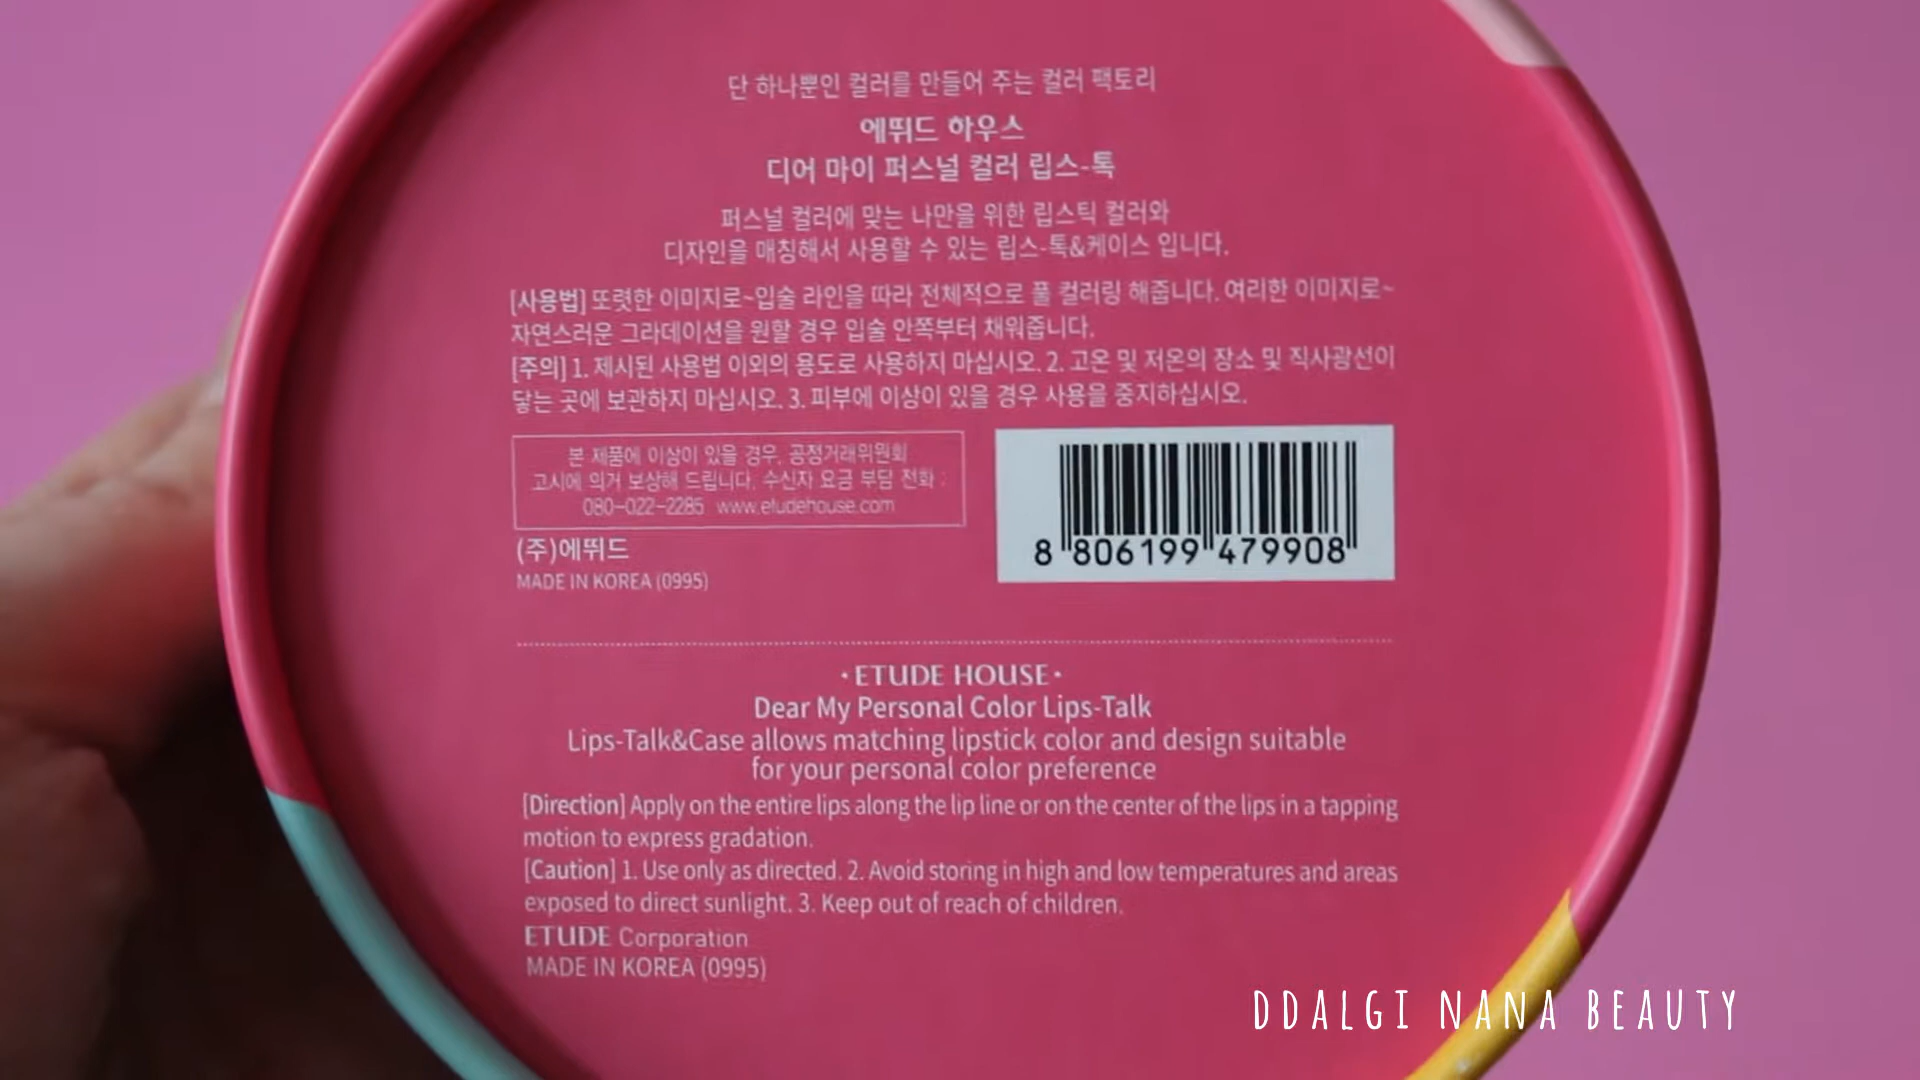 단 하나뿐인 컬러를 만들어 주는 컬러 팩토리
에뛰드 하우스
디어 마이 퍼스널 컬러 립스-톡
퍼스널 컬러에 맞는 나만을 위한 립스틱 컬러와
디자인을 매칭해서 사용할 수 있는 립스-톡&케이스 입니다.
[사용법] 또렷한 이미지로~입술 라인을 따라 전체적으로 풀 컬러링 해줍니다. 여리한 이미지로~
자연스러운 그라데이션을 원할 경우 입술 안쪽부터 채워줍니다.
[주의] 1. 제시된 사용법 이외의 용도로 사용하지 마십시오. 2. 고온 및 저온의 장소 및 직사광선이
닿는 곳에 보관하지 마십시오. 3. 피부에 이상이 있을 경우 사용을 중지하십시오.
본 제품에 이상이 있을 경우, 공정거래위원회
고시에 의거 보상해 드립니다. 수신자 요금 부담 전화 :
080-022-2285 www.etudehouse.com
(주)에뛰드
MADE IN KOREA (0995)
8 806199 479908
·ETUDE HOUSE·
Dear My Personal Color Lips-Talk
Lips-Talk&Case allows matching lipstick color and design suitable
for your personal color preference
[Direction] Apply on the entire lips along the lip line or on the center of the lips in a tapping
motion to express gradation.
[Caution] 1. Use only as directed. 2. Avoid storing in high and low temperatures and areas
exposed to direct sunlight. 3. Keep out of reach of children.
ETUDE Corporation
MADE IN KOREA (0995)
DDALGI NANA BEAUTY